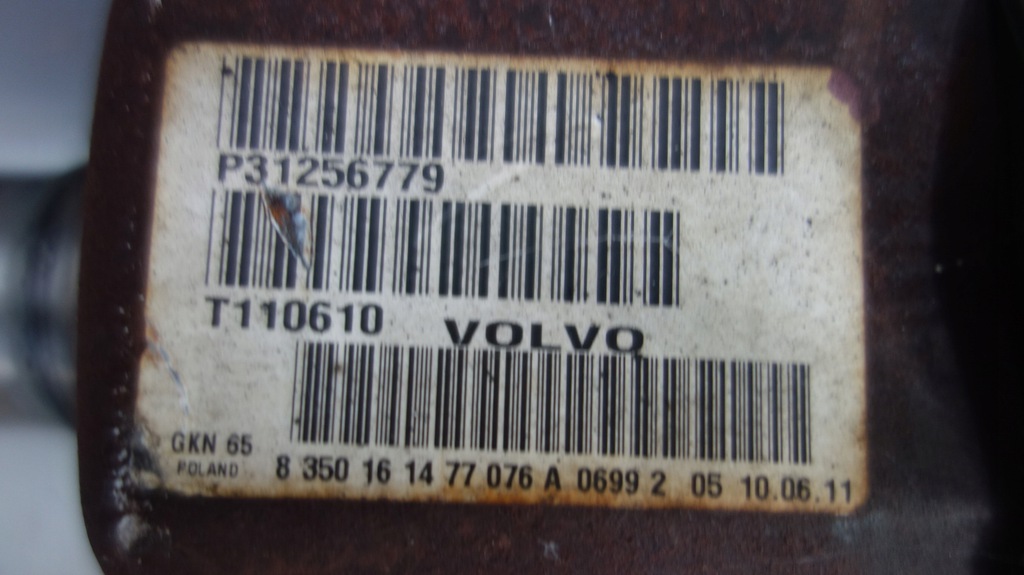 P31256779
T110610 VOLVO
GKN 65
POLAND 8 350 16 14 77 076 A 0699 2 05 10.06.11